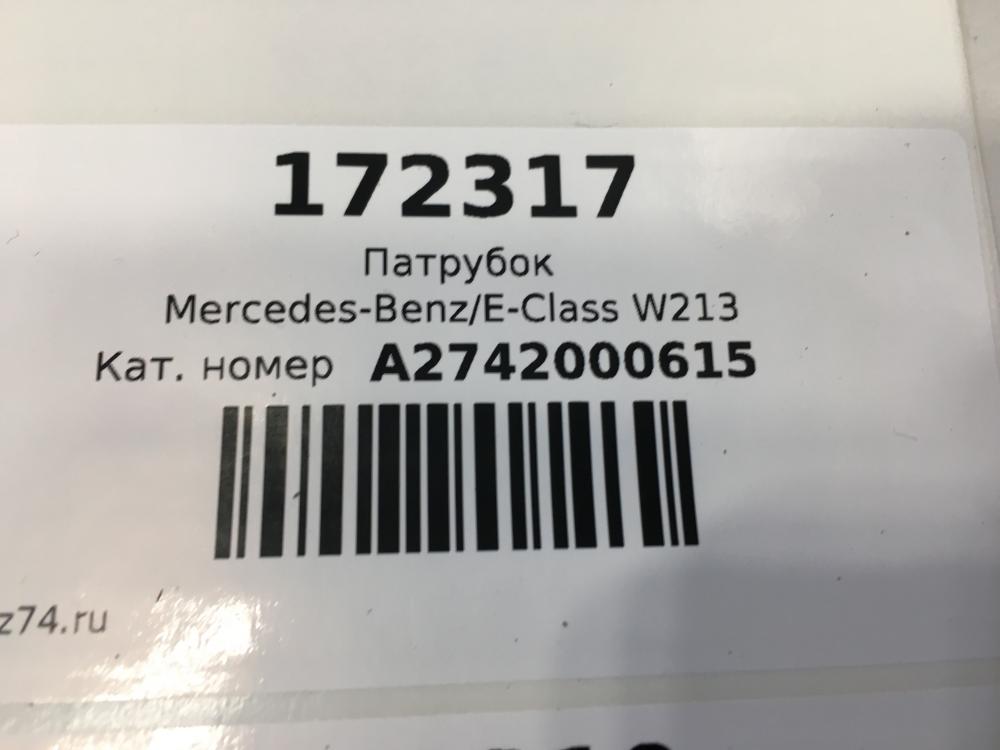 172317
Патрубок
Mercedes-Benz/E-Class W213
Кат. номер A2742000615
z74.ru